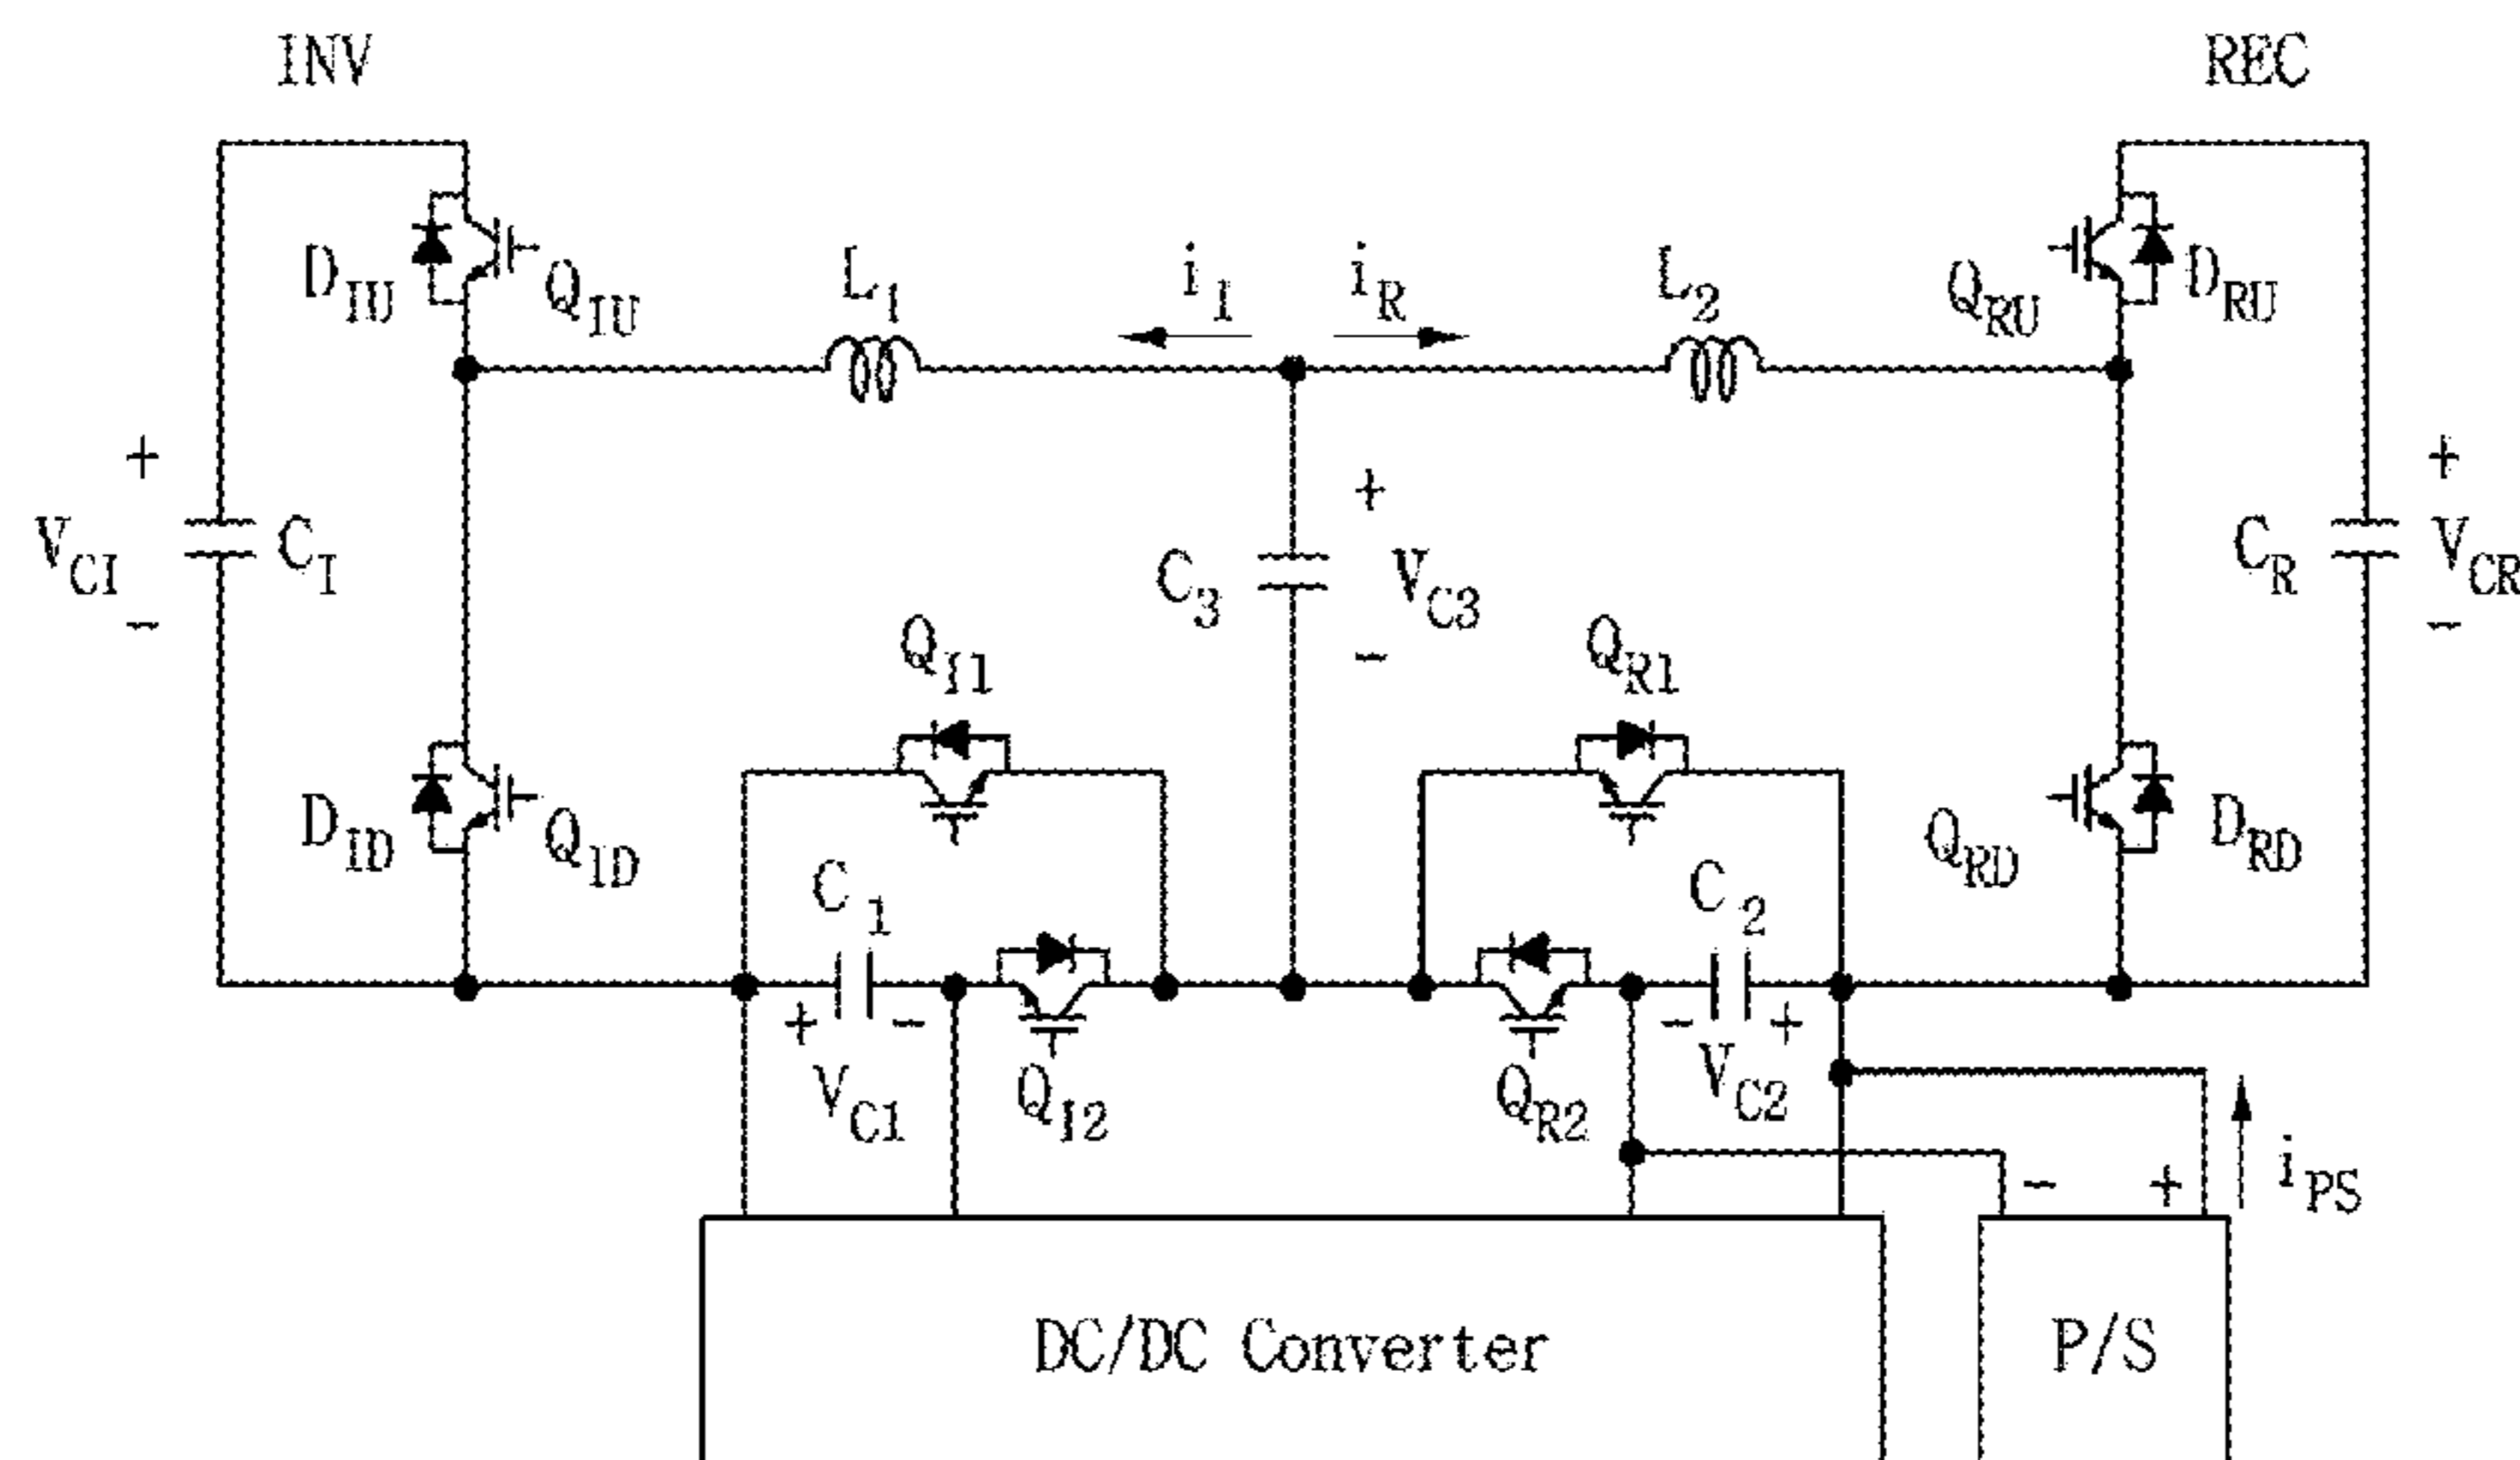 INV REC
D_IU Q_IU L_1 i_1 i_R L_2 Q_RU D_RU
+ + +
V_CI C_I C_3 V_C3 C_R V_CR
- - -
Q_I1 Q_R1
D_ID Q_ID Q_RD D_RD
C_1 C_2
+ - - +
V_C1 Q_I2 Q_R2 V_C2
- + i_PS
DC/DC Converter P/S